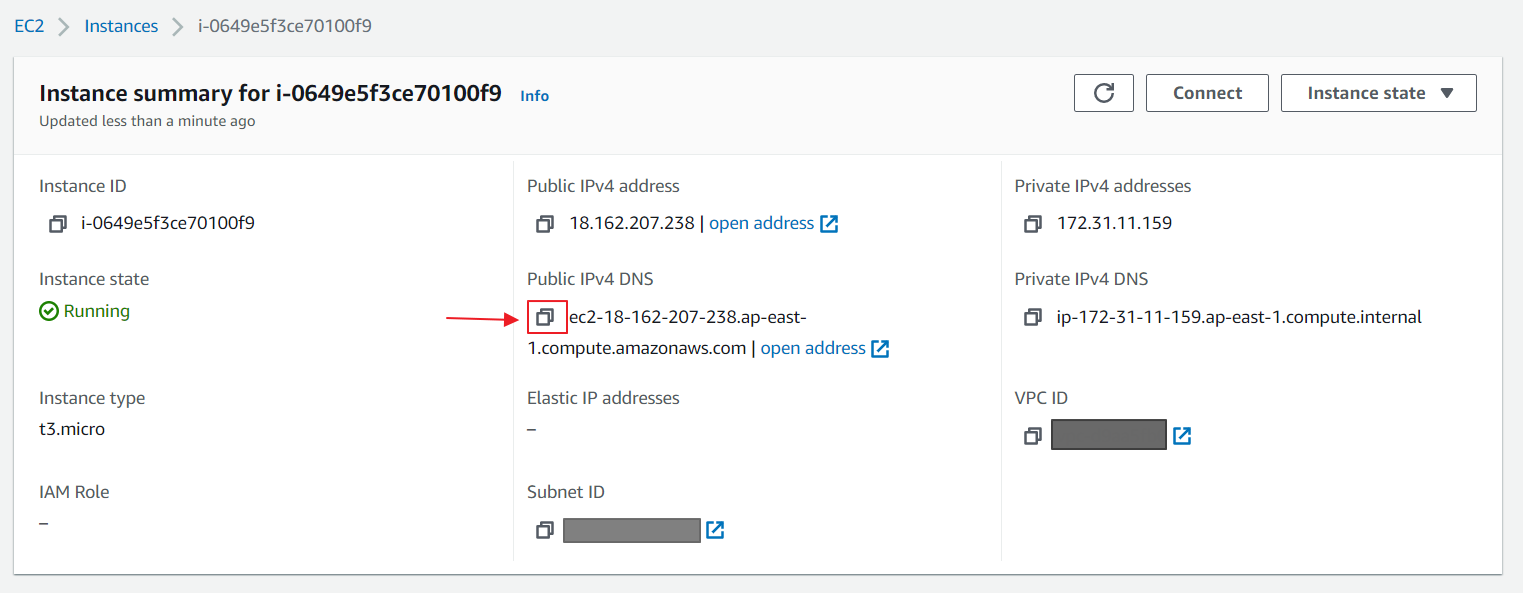 EC2 Instances i-0649e5f3ce70100f9
Instance summary for i-0649e5f3ce70100f9 Info
Updated less than a minute ago
Connect
Instance state
Instance ID
i-0649e5f3ce70100f9
Public IPv4 address
18.162.207.238 | open address
Private IPv4 addresses
172.31.11.159
Instance state
Running
Public IPv4 DNS
ec2-18-162-207-238.ap-east-
1.compute.amazonaws.com | open address
Private IPv4 DNS
ip-172-31-11-159.ap-east-1.compute.internal
Instance type
t3.micro
Elastic IP addresses
–
VPC ID
IAM Role
–
Subnet ID